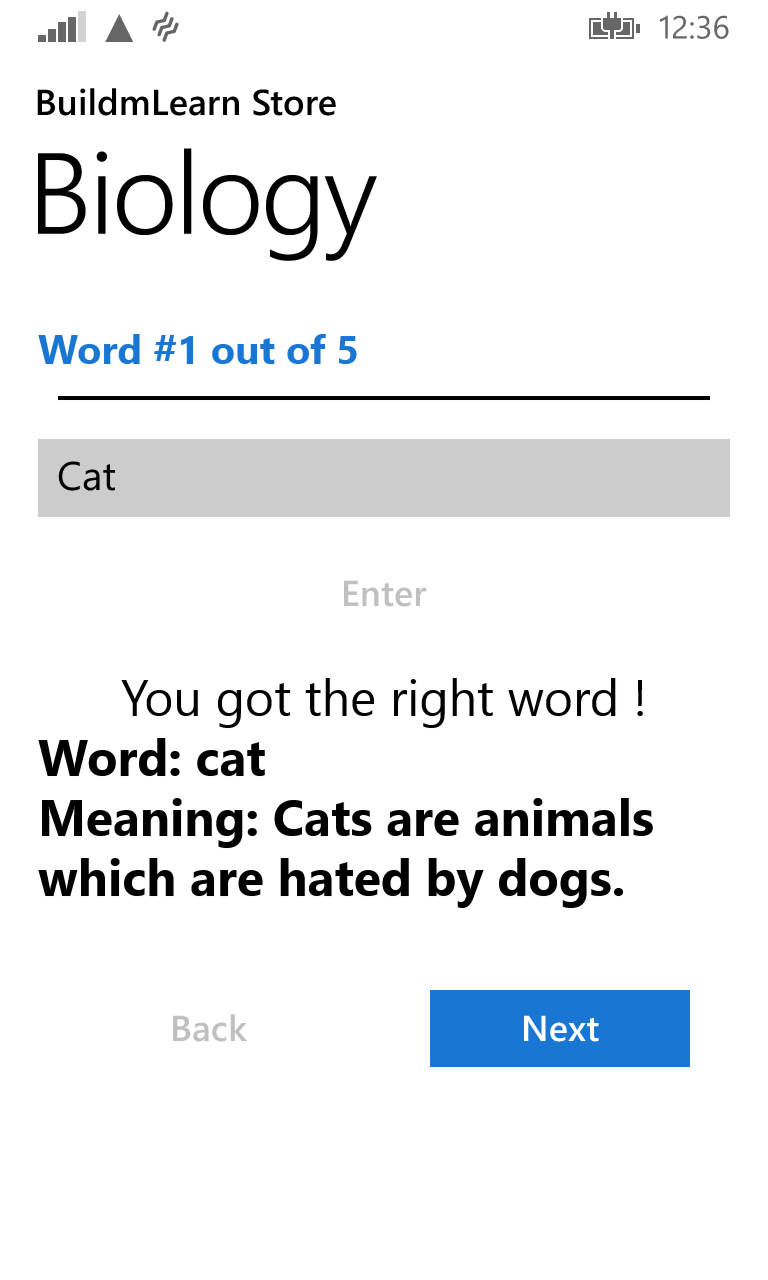 12:36
BuildmLearn Store
Biology
Word #1 out of 5
Cat
Enter
You got the right word !
Word: cat
Meaning: Cats are animals
which are hated by dogs.
Back
Next